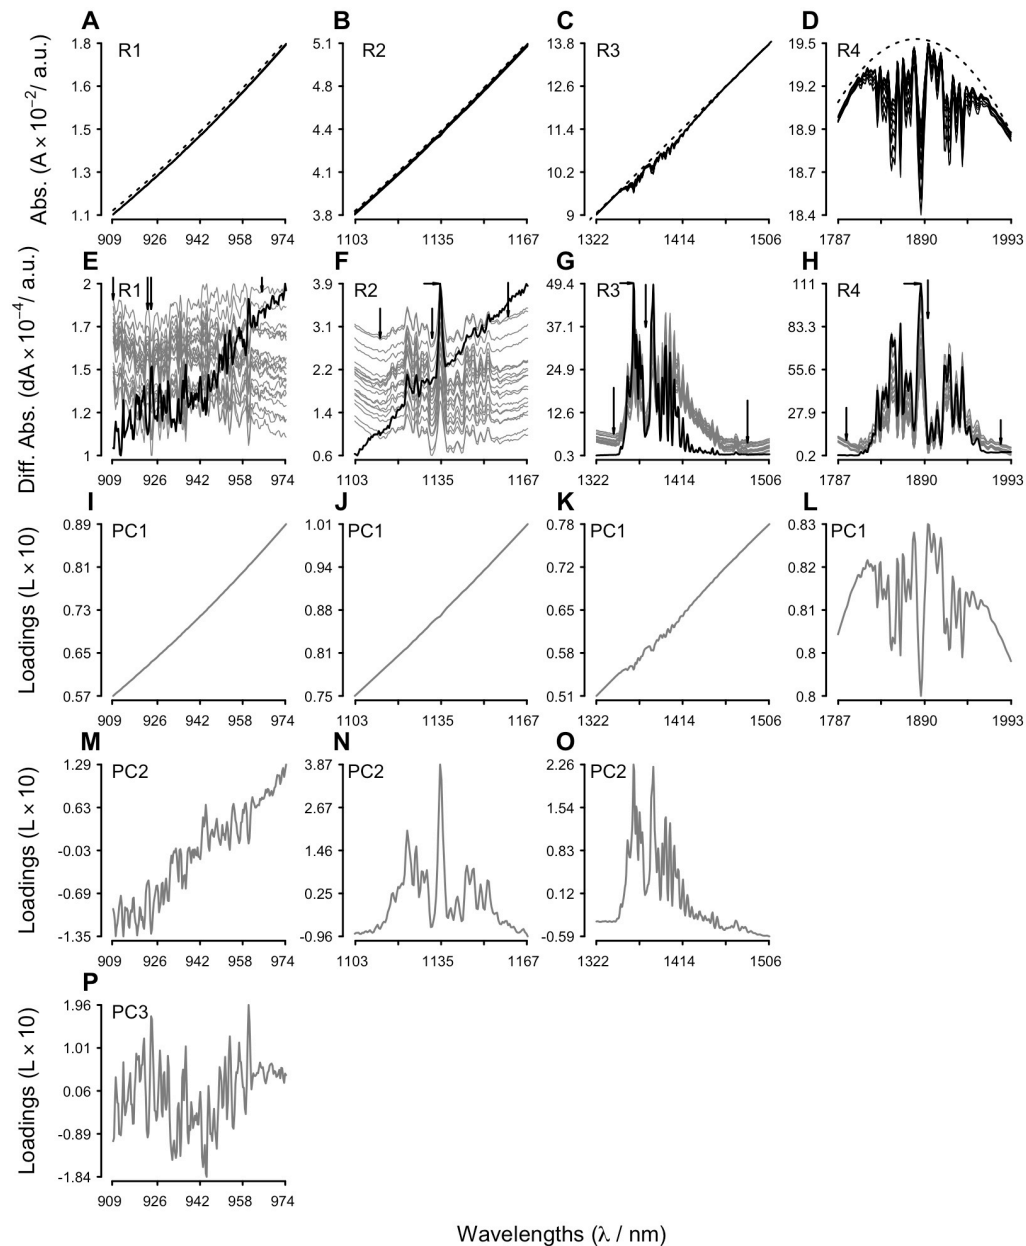 A B C D
Abs. (A × 10⁻²/ a.u.)
1.8 1.6 1.5 1.3 1.1
R1
909 926 942 958 974
5.1 4.8 4.4 4.1 3.8
R2
1103 1135 1167
13.8 12.6 11.4 10.2 9
R3
1322 1414 1506
19.5 19.2 18.9 18.7 18.4
R4
1787 1890 1993
E F G H
Diff. Abs. (dA × 10⁻⁴/ a.u.)
2 1.7 1.5 1.2 1
R1
909 926 942 958 974
3.9 3.1 2.2 1.4 0.6
R2
1103 1135 1167
49.4 37.1 24.9 12.6 0.3
R3
1322 1414 1506
111 83.3 55.6 27.9 0.2
R4
1787 1890 1993
I J K L
Loadings (L × 10)
0.89 0.81 0.73 0.65 0.57
PC1
909 926 942 958 974
1.01 0.94 0.88 0.81 0.75
PC1
1103 1135 1167
0.78 0.72 0.65 0.58 0.51
PC1
1322 1414 1506
0.83 0.82 0.81 0.8 0.8
PC1
1787 1890 1993
M N O
Loadings (L × 10)
1.29 0.63 -0.03 -0.69 -1.35
PC2
909 926 942 958 974
3.87 2.67 1.46 0.25 -0.96
PC2
1103 1135 1167
2.26 1.54 0.83 0.12 -0.59
PC2
1322 1414 1506
P
Loadings (L × 10)
1.96 1.01 0.06 -0.89 -1.84
PC3
909 926 942 958 974
Wavelengths (λ / nm)